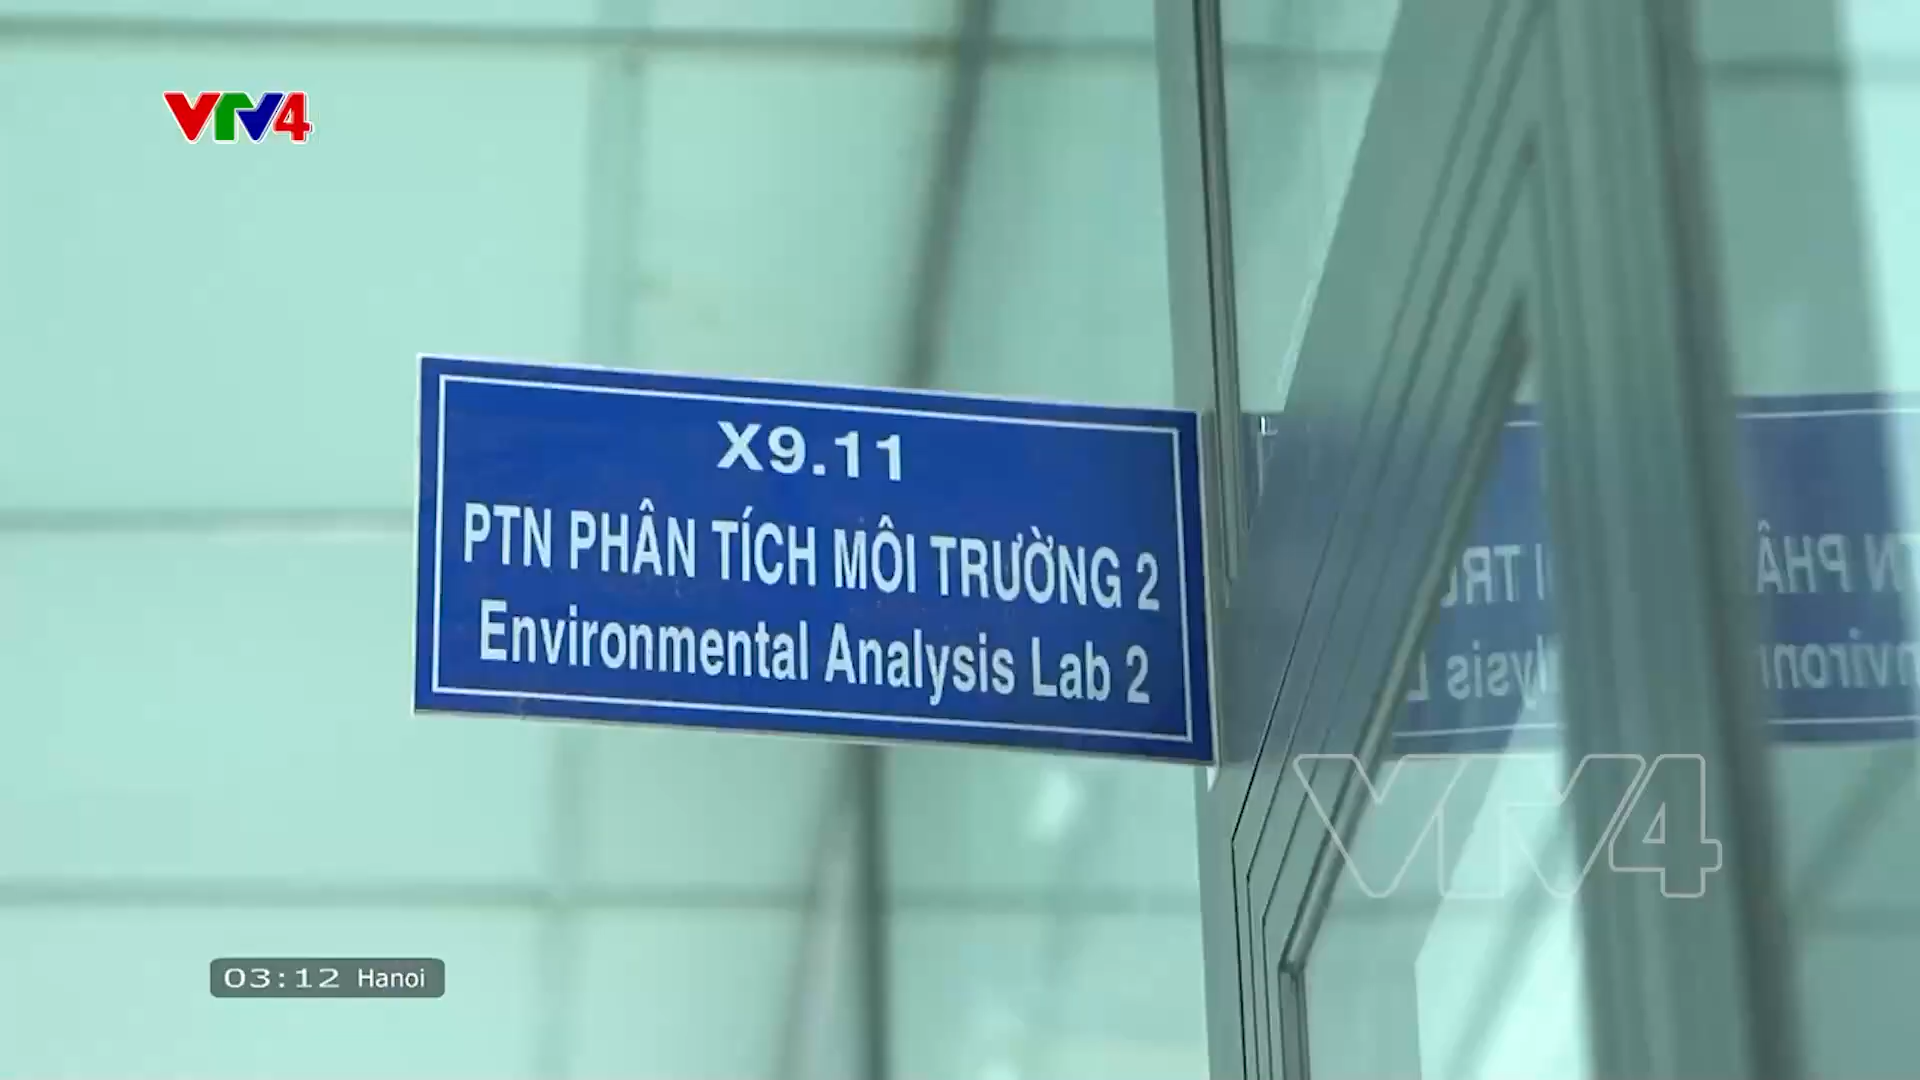 VTV4
X9.11
PTN PHÂN TÍCH MÔI TRƯỜNG 2
Environmental Analysis Lab 2
VTV4
03:12 Hanoi